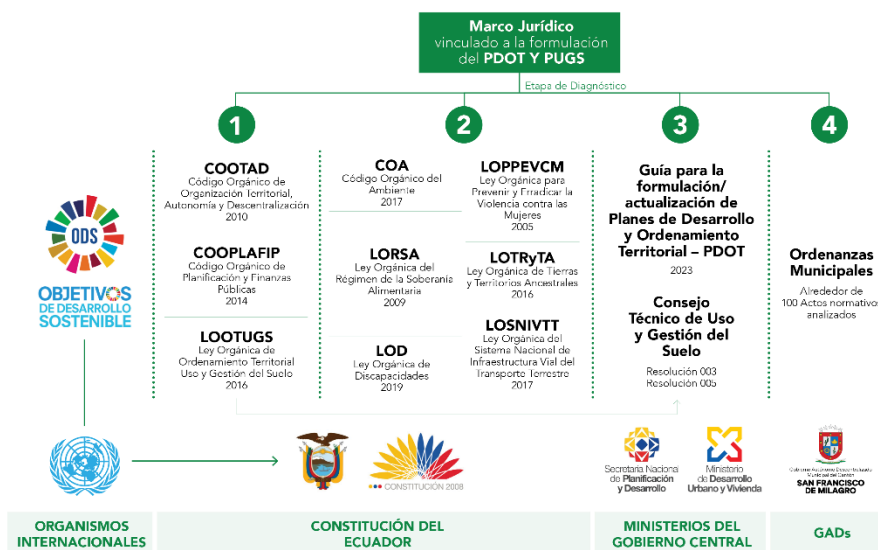 Marco Jurídico
vinculado a la formulación
del PDOT Y PUGS
Etapa de Diagnóstico
1
2
3
4
ODS
OBJETIVOS
DE DESARROLLO
SOSTENIBLE
COOTAD
Código Orgánico de
Organización Territorial,
Autonomía y Descentralización
2010
COOPLAFIP
Código Orgánico de
Planificación y Finanzas
Públicas
2014
LOOTUGS
Ley Orgánica de
Ordenamiento Territorial
Uso y Gestión del Suelo
2016
COA
Código Orgánico del
Ambiente
2017
LORSA
Ley Orgánica del
Régimen de la Soberanía
Alimentaria
2009
LOD
Ley Orgánica de
Discapacidades
2019
LOPPEVCM
Ley Orgánica para
Prevenir y Erradicar la
Violencia contra las
Mujeres
2005
LOTRyTA
Ley Orgánica de Tierras
y Territorios Ancestrales
2016
LOSNIVTT
Ley Orgánica del
Sistema Nacional de
Infraestructura Vial del
Transporte Terrestre
2017
Guía para la
formulación/
actualización de
Planes de Desarrollo
y Ordenamiento
Territorial – PDOT
2023
Consejo
Técnico de Uso
y Gestión del
Suelo
Resolución 003
Resolución 005
Ordenanzas
Municipales
Alrededor de
100 Actos normativos
analizados
CONSTITUCIÓN 2008
Secretaría Nacional
de Planificación
y Desarrollo
Ministerio
de Desarrollo
Urbano y Vivienda
Gobierno Autónomo Descentralizado
Municipal del Cantón
SAN FRANCISCO
DE MILAGRO
ORGANISMOS
INTERNACIONALES
CONSTITUCIÓN DEL
ECUADOR
MINISTERIOS DEL
GOBIERNO CENTRAL
GADs